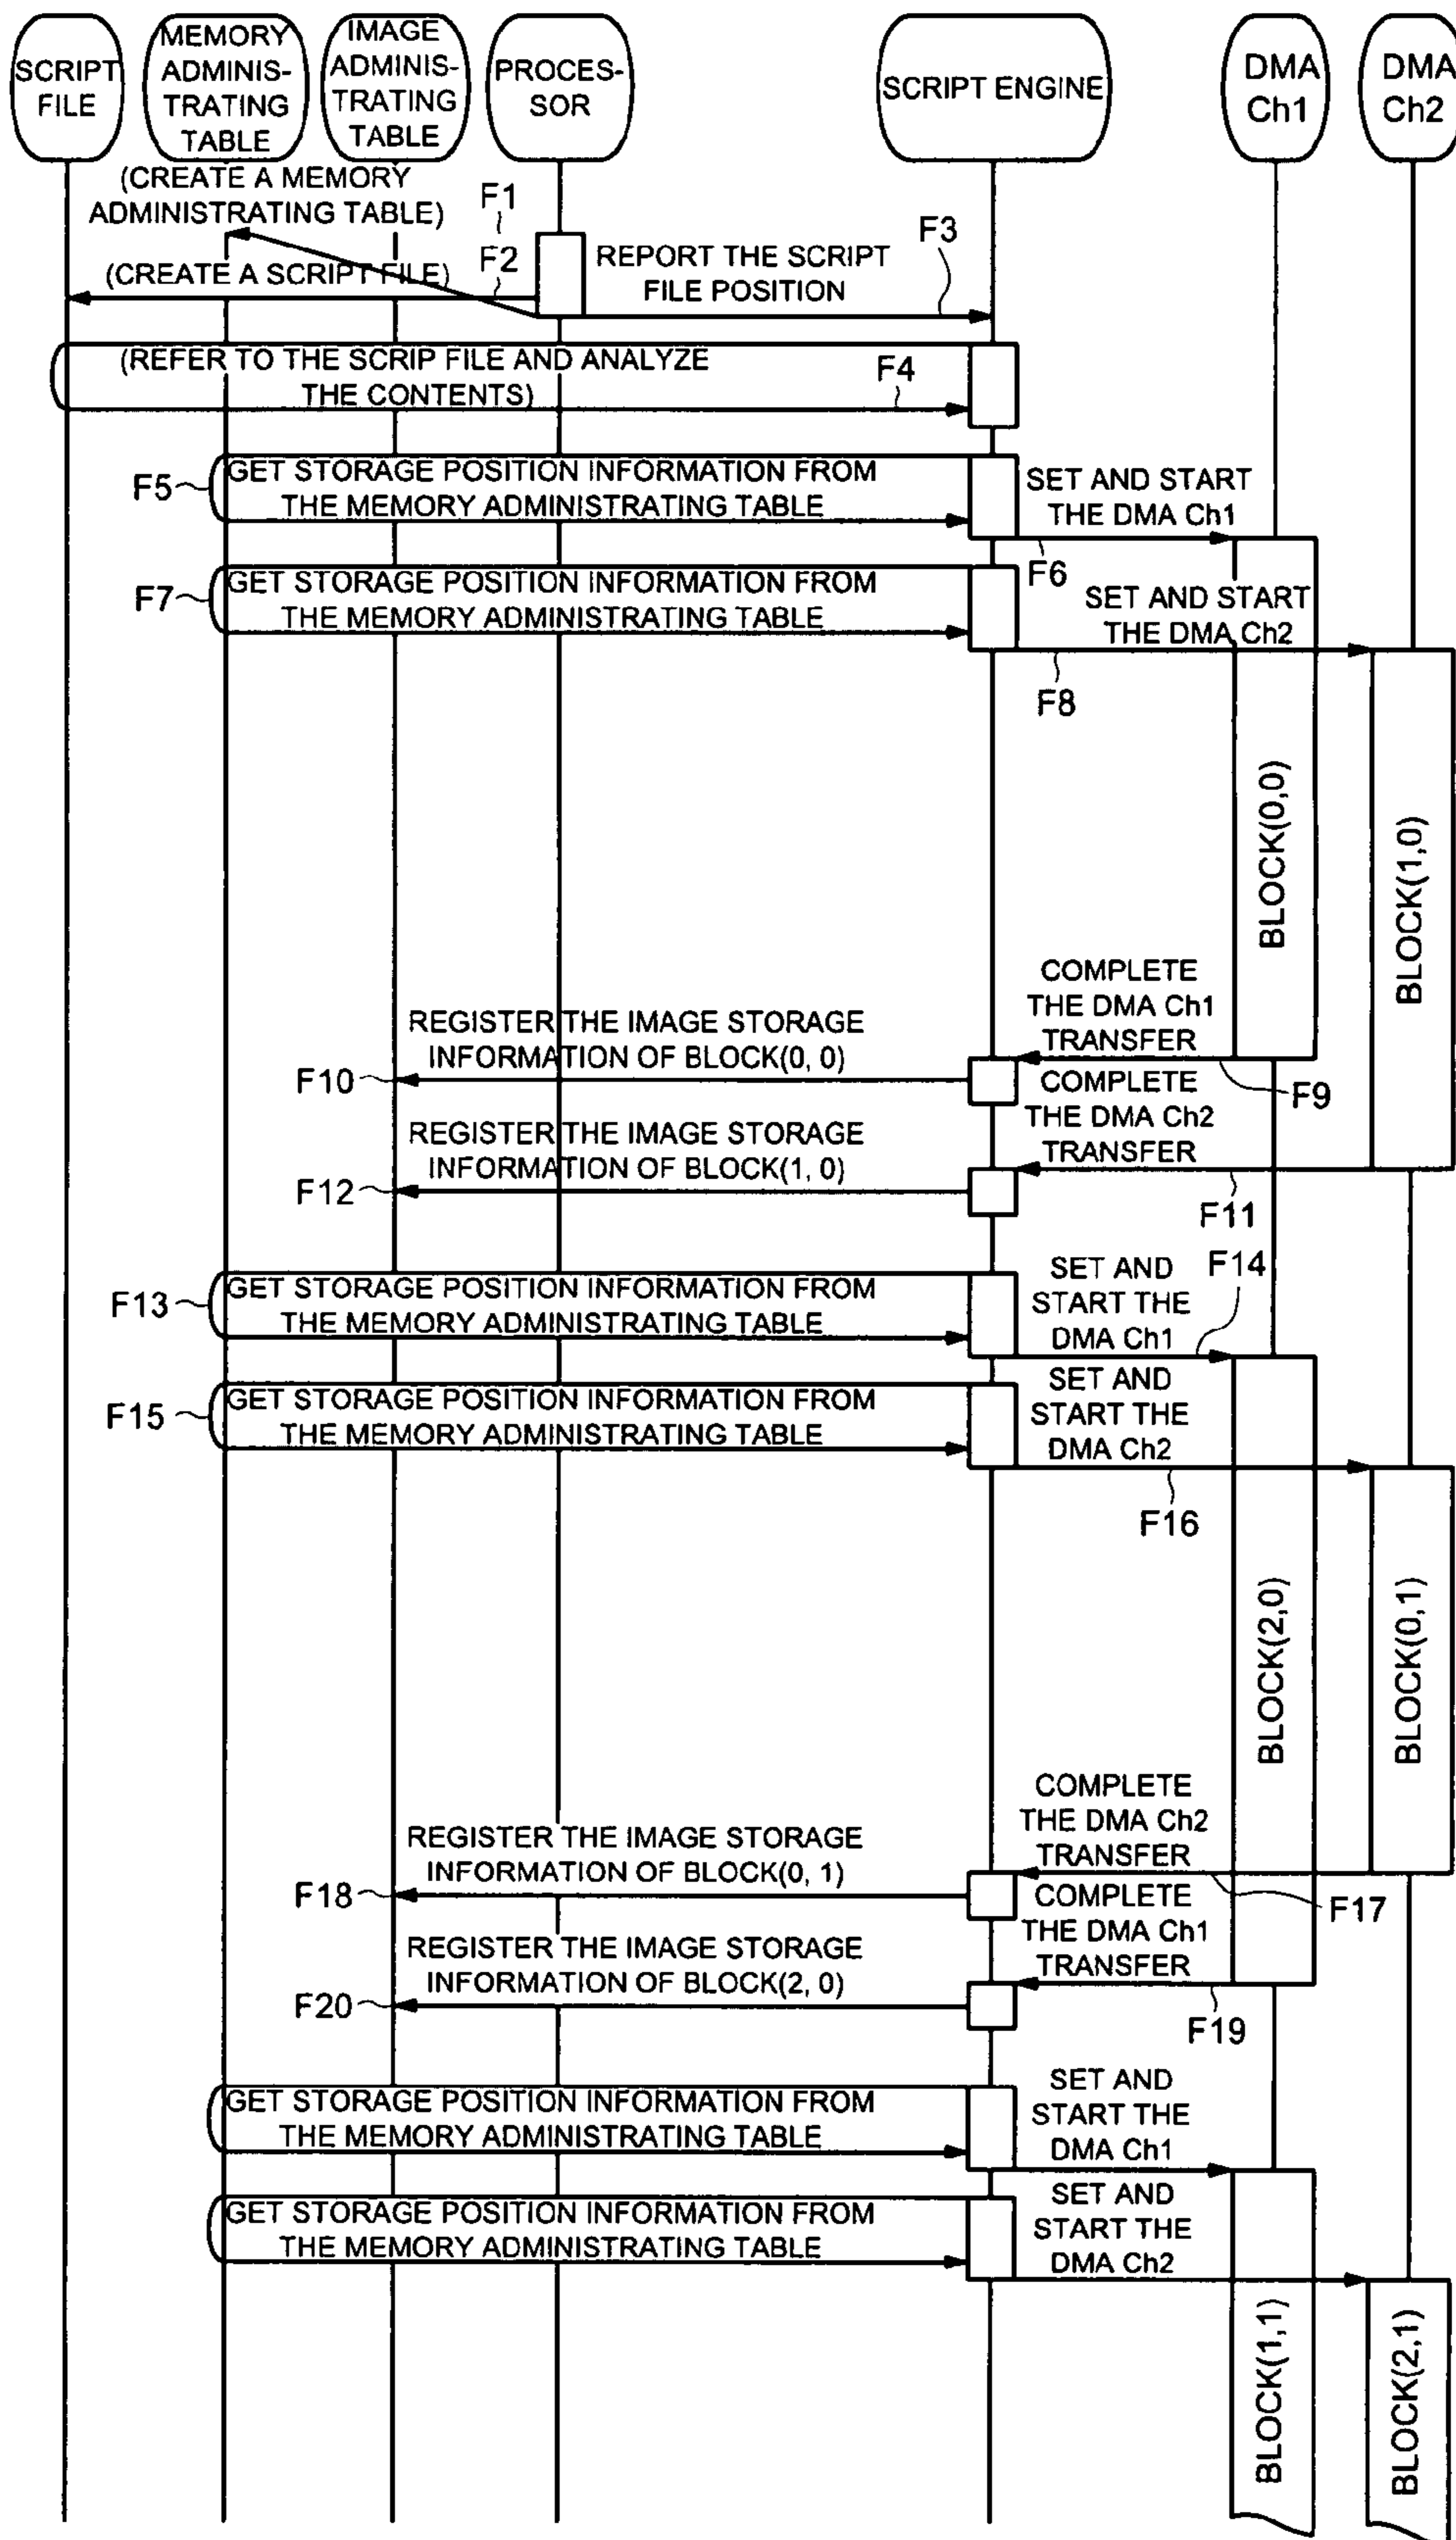 SCRIPT
FILE
MEMORY
ADMINIS-
TRATING
TABLE
IMAGE
ADMINIS-
TRATING
TABLE
PROCES-
SOR
SCRIPT ENGINE
DMA
Ch1
DMA
Ch2
(CREATE A MEMORY
ADMINISTRATING TABLE)
F1
(CREATE A SCRIPT FILE)
F2
REPORT THE SCRIPT
FILE POSITION
F3
(REFER TO THE SCRIP FILE AND ANALYZE
THE CONTENTS)
F4
F5
GET STORAGE POSITION INFORMATION FROM
THE MEMORY ADMINISTRATING TABLE
SET AND START
THE DMA Ch1
F6
F7
GET STORAGE POSITION INFORMATION FROM
THE MEMORY ADMINISTRATING TABLE
SET AND START
THE DMA Ch2
F8
BLOCK(0,0)
BLOCK(1,0)
COMPLETE
THE DMA Ch1
TRANSFER
F9
REGISTER THE IMAGE STORAGE
INFORMATION OF BLOCK(0, 0)
F10
COMPLETE
THE DMA Ch2
TRANSFER
F11
REGISTER THE IMAGE STORAGE
INFORMATION OF BLOCK(1, 0)
F12
F13
GET STORAGE POSITION INFORMATION FROM
THE MEMORY ADMINISTRATING TABLE
SET AND
START THE
DMA Ch1
F14
F15
GET STORAGE POSITION INFORMATION FROM
THE MEMORY ADMINISTRATING TABLE
SET AND
START THE
DMA Ch2
F16
BLOCK(2,0)
BLOCK(0,1)
COMPLETE
THE DMA Ch2
TRANSFER
F17
REGISTER THE IMAGE STORAGE
INFORMATION OF BLOCK(0, 1)
F18
COMPLETE
THE DMA Ch1
TRANSFER
F19
REGISTER THE IMAGE STORAGE
INFORMATION OF BLOCK(2, 0)
F20
GET STORAGE POSITION INFORMATION FROM
THE MEMORY ADMINISTRATING TABLE
SET AND
START THE
DMA Ch1
GET STORAGE POSITION INFORMATION FROM
THE MEMORY ADMINISTRATING TABLE
SET AND
START THE
DMA Ch2
BLOCK(1,1)
BLOCK(2,1)